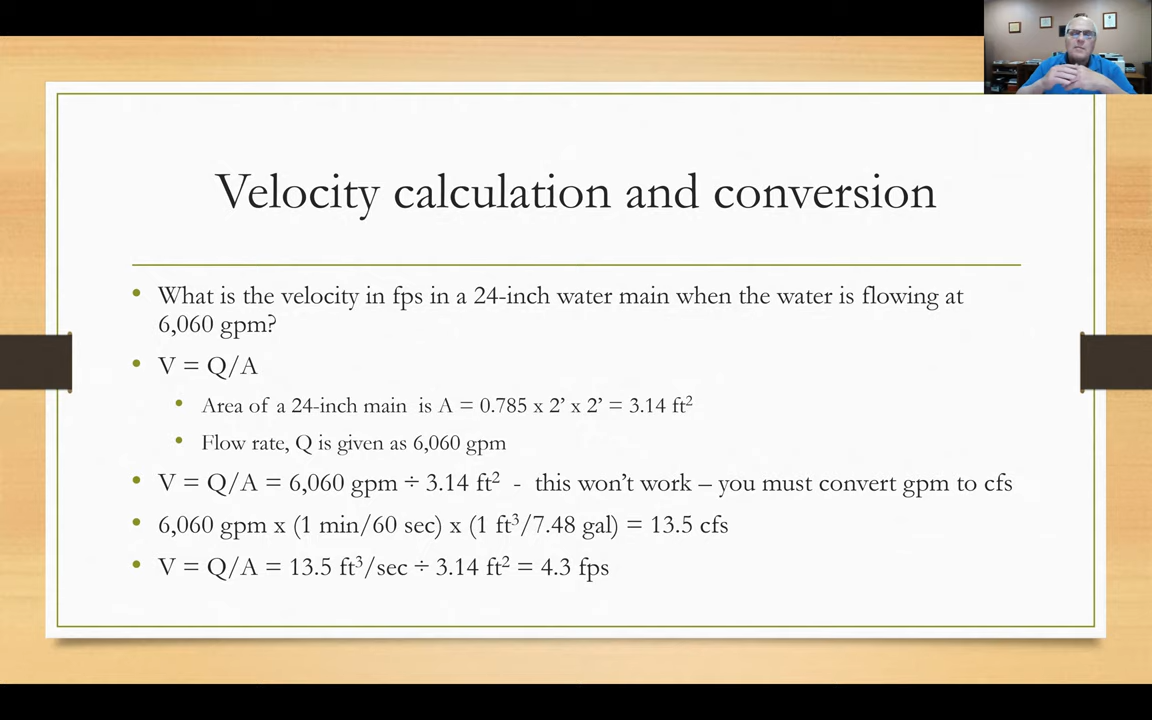 Velocity calculation and conversion
• What is the velocity in fps in a 24-inch water main when the water is flowing at
6,060 gpm?
• V = Q/A
• Area of a 24-inch main is A = 0.785 x 2’ x 2’ = 3.14 ft²
• Flow rate, Q is given as 6,060 gpm
• V = Q/A = 6,060 gpm ÷ 3.14 ft² - this won’t work – you must convert gpm to cfs
• 6,060 gpm x (1 min/60 sec) x (1 ft³/7.48 gal) = 13.5 cfs
• V = Q/A = 13.5 ft³/sec ÷ 3.14 ft² = 4.3 fps